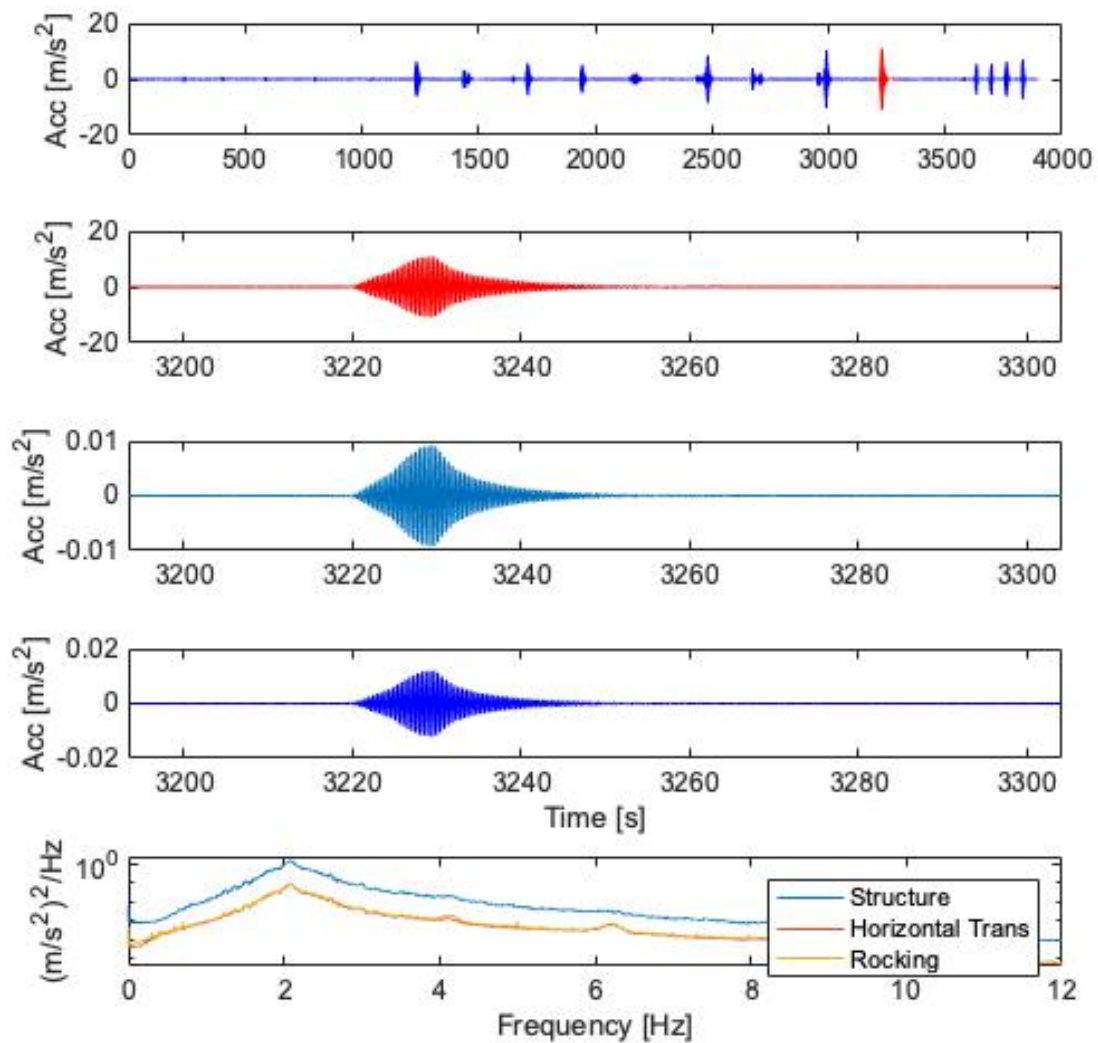 Acc [m/s²]
20
0
-20
0 500 1000 1500 2000 2500 3000 3500 4000
Acc [m/s²]
20
0
-20
3200 3220 3240 3260 3280 3300
Acc [m/s²]
0.01
0
-0.01
3200 3220 3240 3260 3280 3300
Acc [m/s²]
0.02
0
-0.02
3200 3220 3240 3260 3280 3300
Time [s]
(m/s²)²/Hz
10⁰
Structure
Horizontal Trans
Rocking
0 2 4 6 8 10 12
Frequency [Hz]